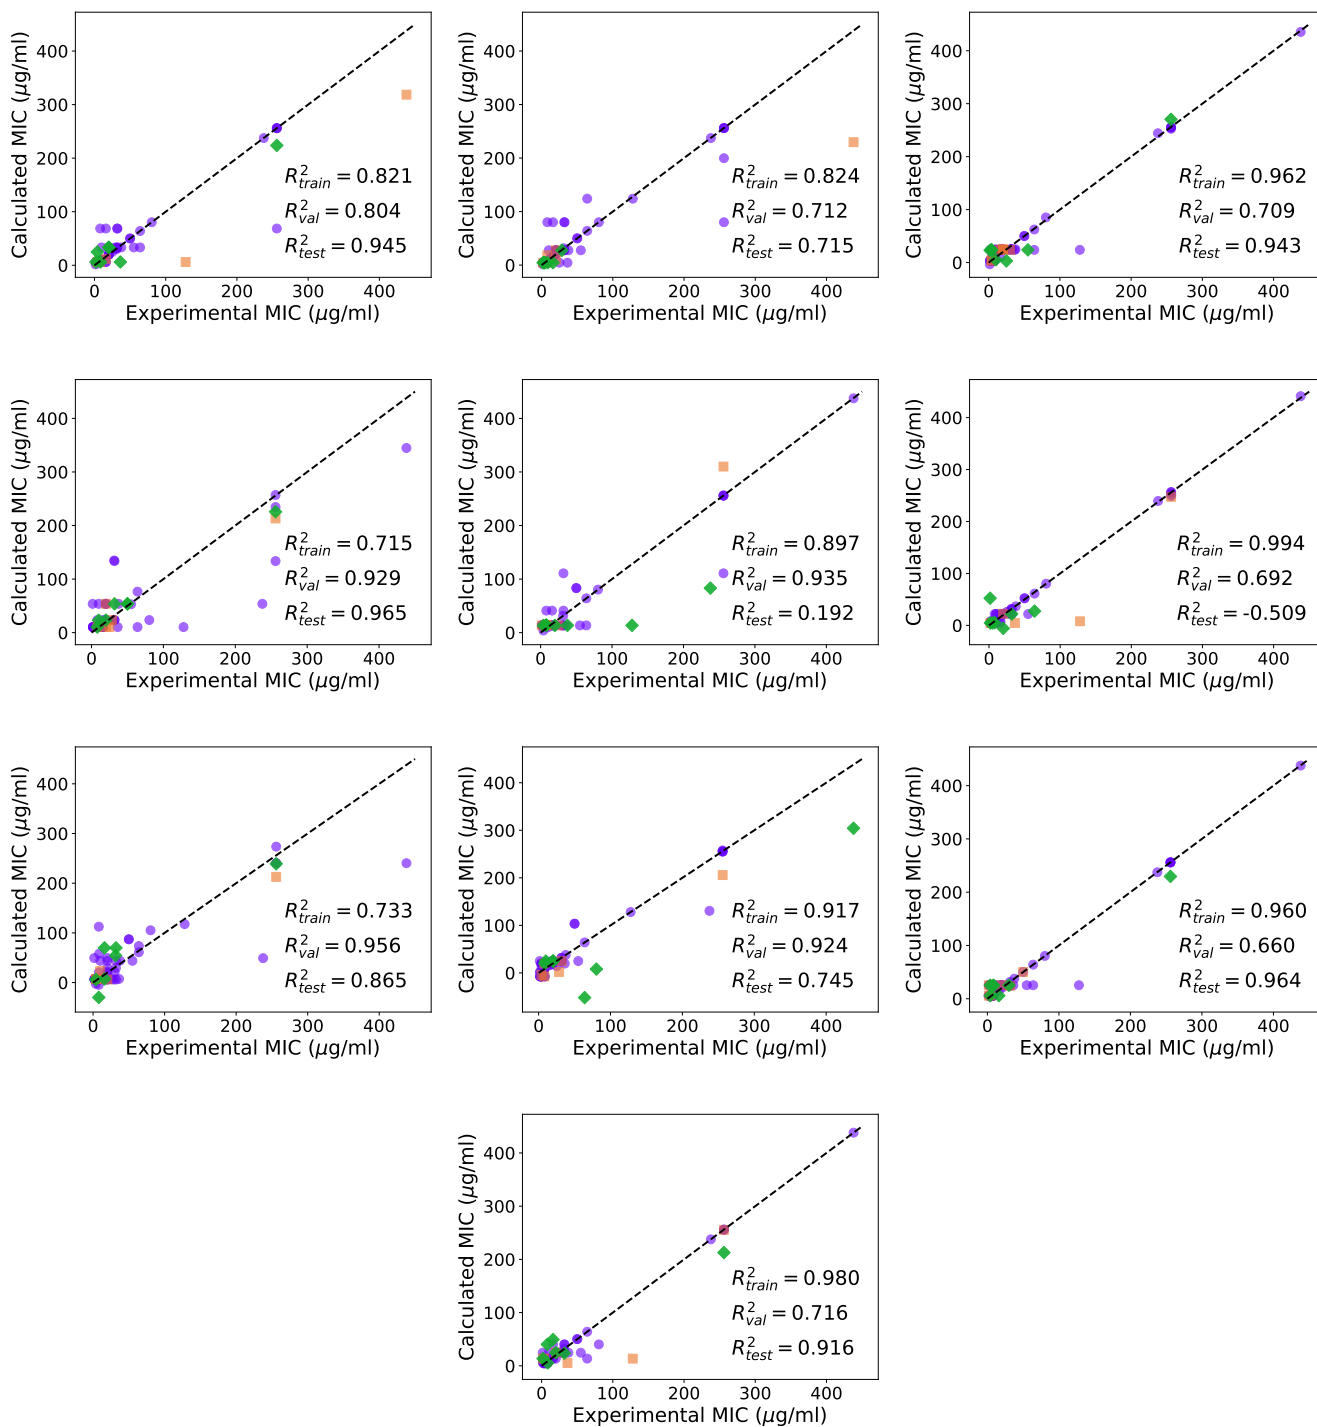 Calculated MIC (μg/ml)
400
300
200
100
0
R²train = 0.821
R²val = 0.804
R²test = 0.945
0 100 200 300 400
Experimental MIC (μg/ml)
Calculated MIC (μg/ml)
400
300
200
100
0
R²train = 0.824
R²val = 0.712
R²test = 0.715
0 100 200 300 400
Experimental MIC (μg/ml)
Calculated MIC (μg/ml)
400
300
200
100
0
R²train = 0.962
R²val = 0.709
R²test = 0.943
0 100 200 300 400
Experimental MIC (μg/ml)
Calculated MIC (μg/ml)
400
300
200
100
0
R²train = 0.715
R²val = 0.929
R²test = 0.965
0 100 200 300 400
Experimental MIC (μg/ml)
Calculated MIC (μg/ml)
400
300
200
100
0
R²train = 0.897
R²val = 0.935
R²test = 0.192
0 100 200 300 400
Experimental MIC (μg/ml)
Calculated MIC (μg/ml)
400
300
200
100
0
R²train = 0.994
R²val = 0.692
R²test = -0.509
0 100 200 300 400
Experimental MIC (μg/ml)
Calculated MIC (μg/ml)
400
300
200
100
0
R²train = 0.733
R²val = 0.956
R²test = 0.865
0 100 200 300 400
Experimental MIC (μg/ml)
Calculated MIC (μg/ml)
400
300
200
100
0
R²train = 0.917
R²val = 0.924
R²test = 0.745
0 100 200 300 400
Experimental MIC (μg/ml)
Calculated MIC (μg/ml)
400
300
200
100
0
R²train = 0.960
R²val = 0.660
R²test = 0.964
0 100 200 300 400
Experimental MIC (μg/ml)
Calculated MIC (μg/ml)
400
300
200
100
0
R²train = 0.980
R²val = 0.716
R²test = 0.916
0 100 200 300 400
Experimental MIC (μg/ml)